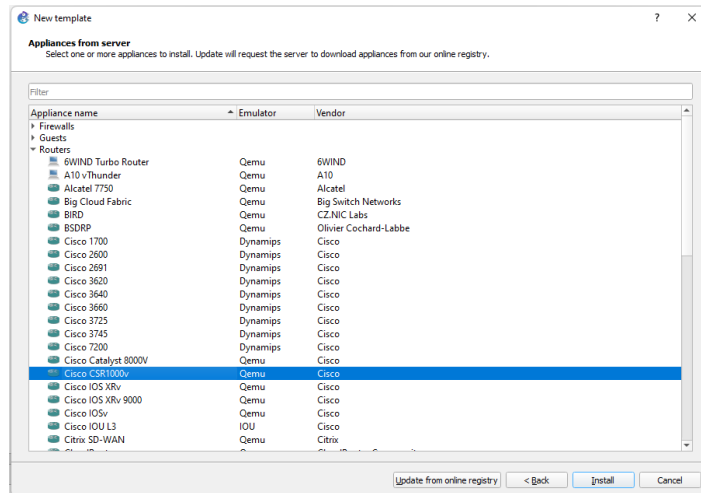 New template ? ×
Appliances from server
Select one or more appliances to install. Update will request the server to download appliances from our online registry.
Filter
Appliance name Emulator Vendor
Firewalls
Guests
Routers
6WIND Turbo Router Qemu 6WIND
A10 vThunder Qemu A10
Alcatel 7750 Qemu Alcatel
Big Cloud Fabric Qemu Big Switch Networks
BIRD Qemu CZ.NIC Labs
BSDRP Qemu Olivier Cochard-Labbe
Cisco 1700 Dynamips Cisco
Cisco 2600 Dynamips Cisco
Cisco 2691 Dynamips Cisco
Cisco 3620 Dynamips Cisco
Cisco 3640 Dynamips Cisco
Cisco 3660 Dynamips Cisco
Cisco 3725 Dynamips Cisco
Cisco 3745 Dynamips Cisco
Cisco 7200 Dynamips Cisco
Cisco Catalyst 8000V Qemu Cisco
Cisco CSR1000v Qemu Cisco
Cisco IOS XRv Qemu Cisco
Cisco IOS XRv 9000 Qemu Cisco
Cisco IOSv Qemu Cisco
Cisco IOU L3 IOU Cisco
Citrix SD-WAN Qemu Citrix
Update from online registry < Back Install Cancel